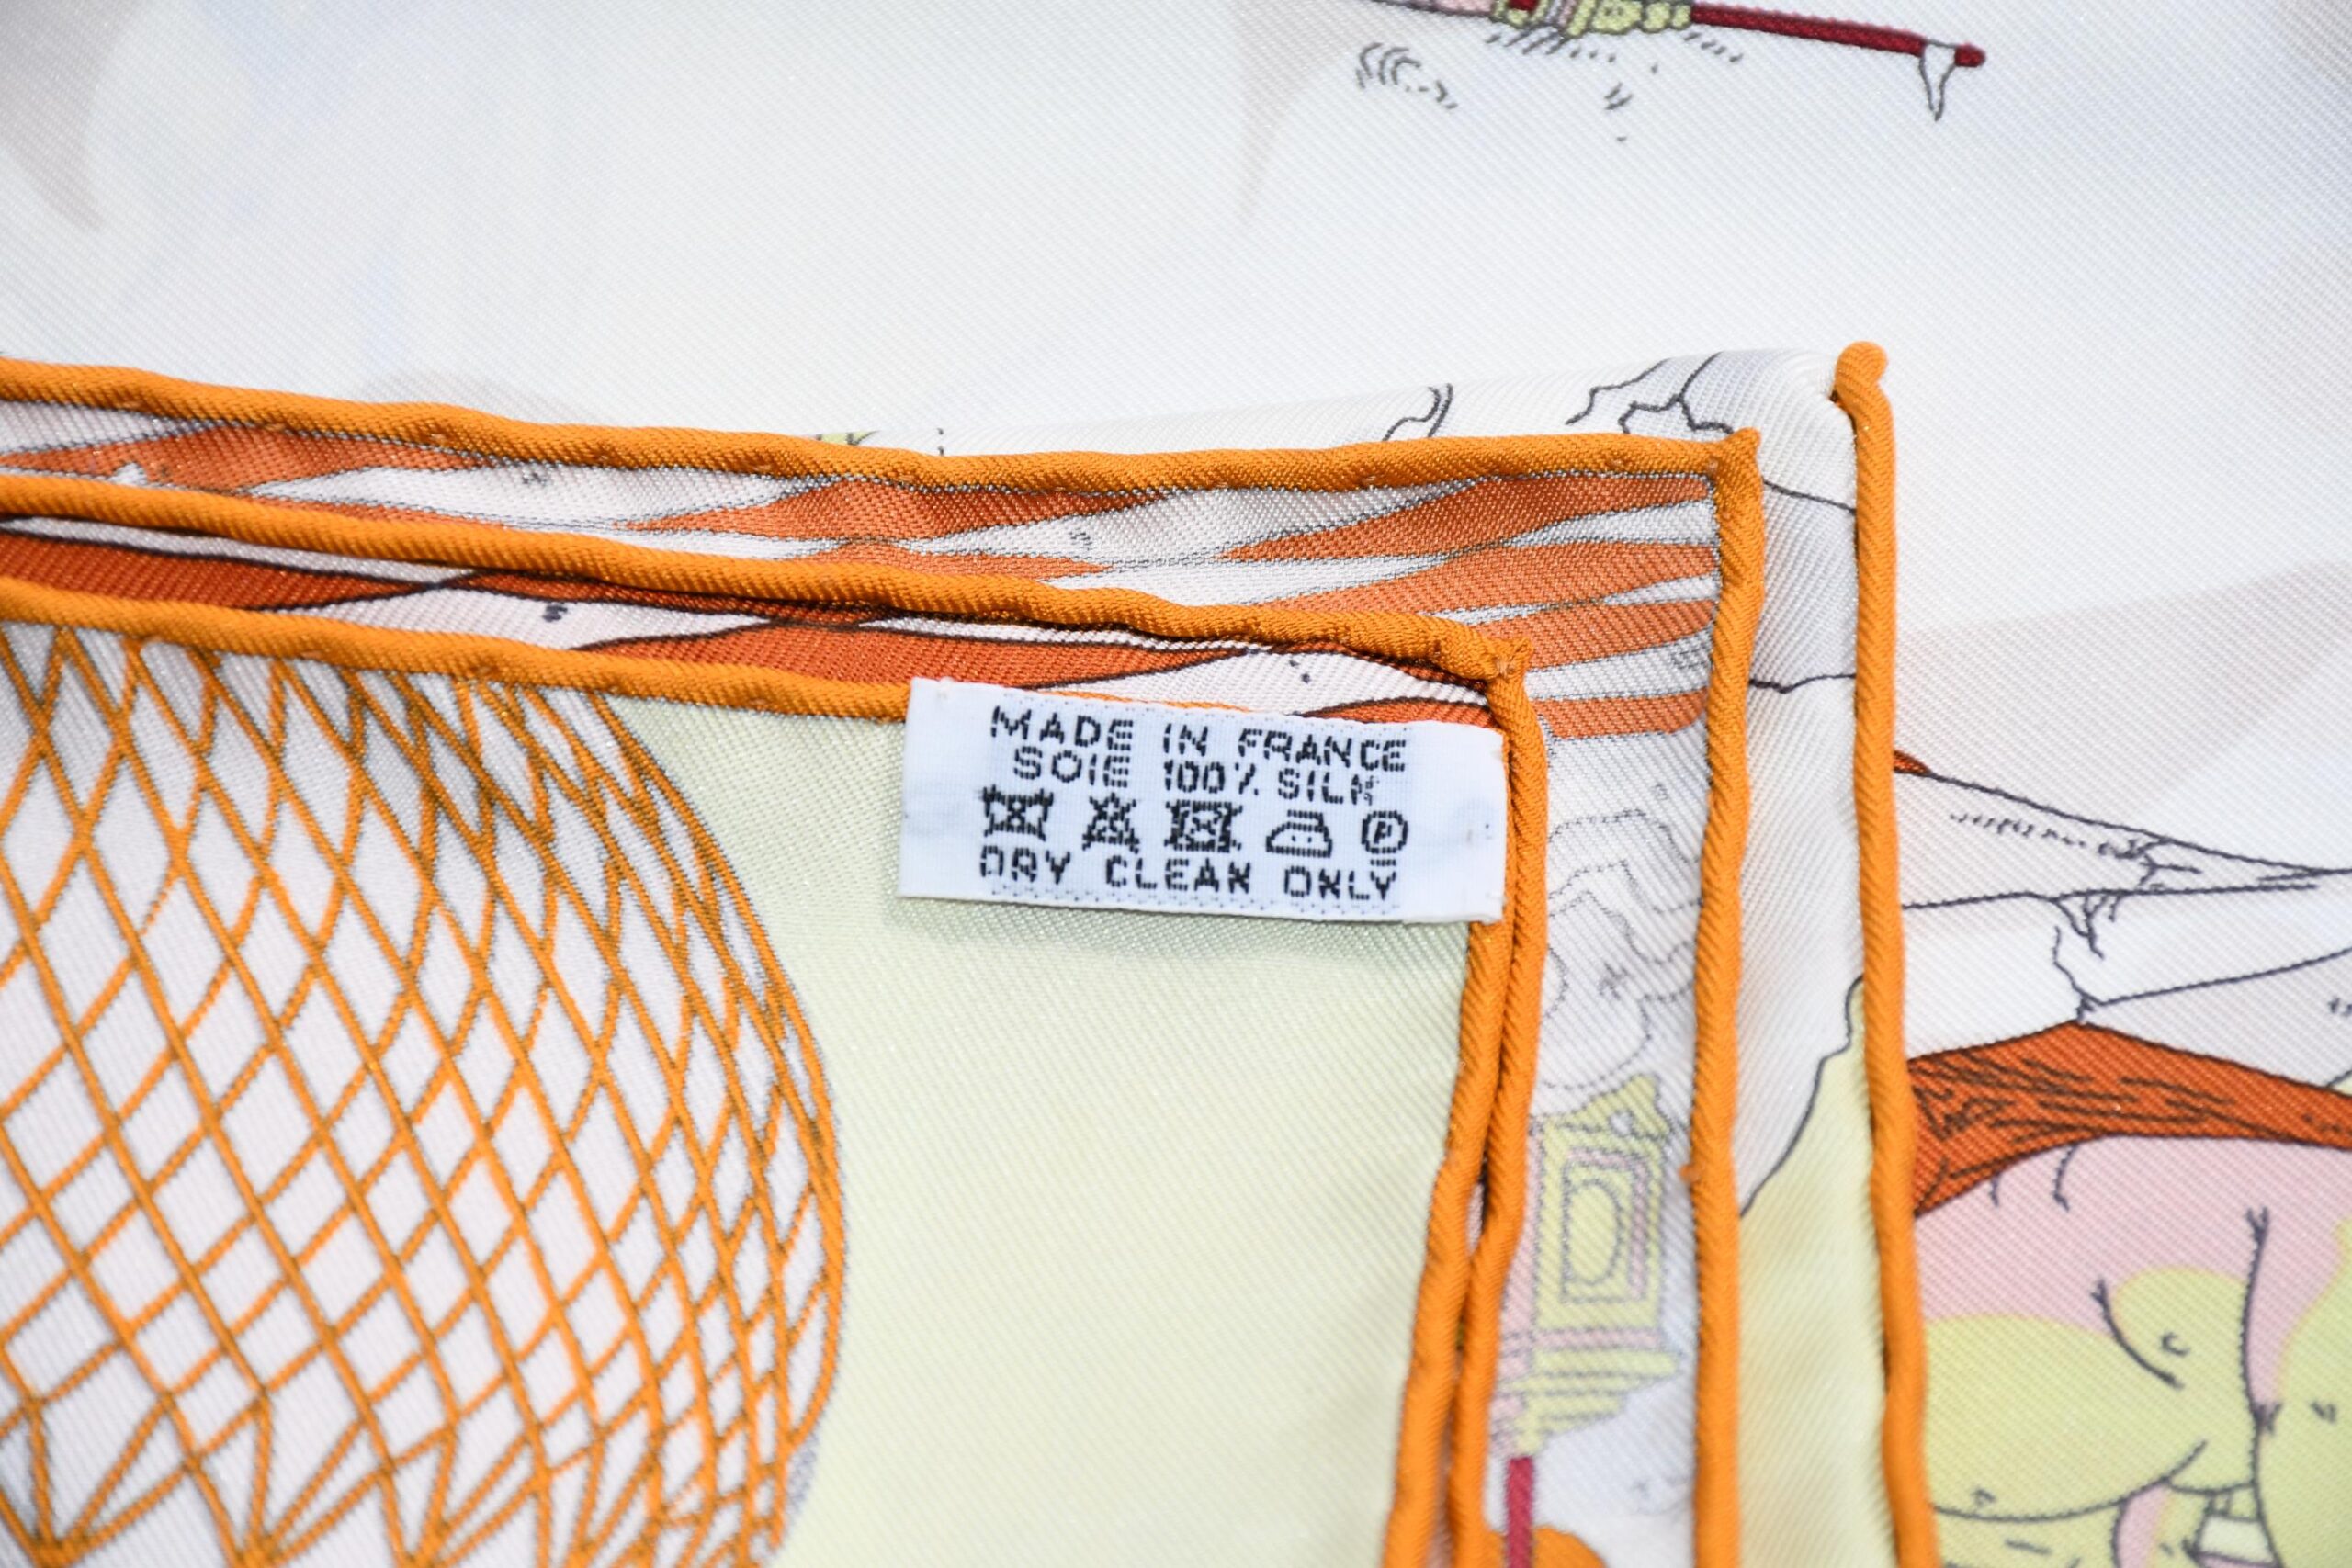 MADE IN FRANCE
SOIE 100% SILK
P
DRY CLEAN ONLY